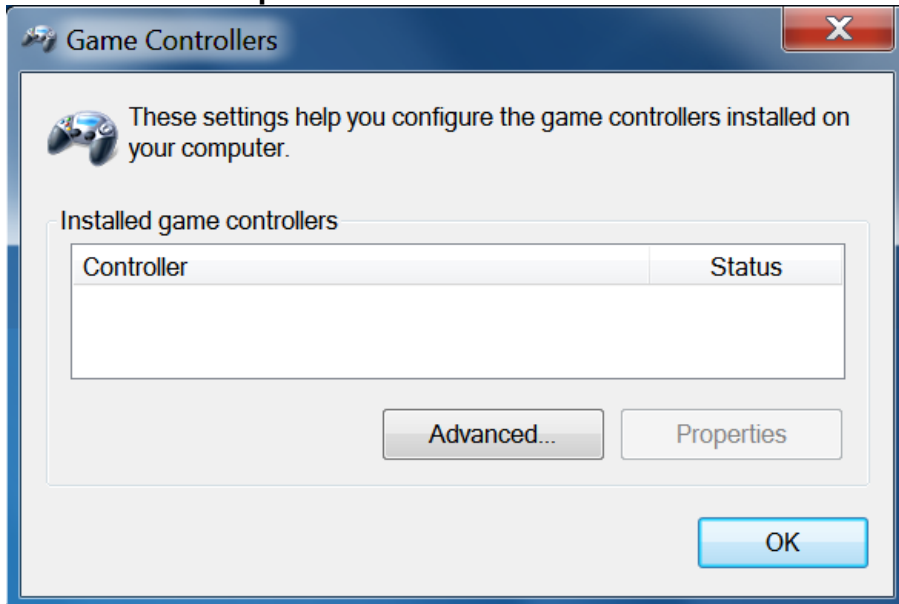 Game Controllers
These settings help you configure the game controllers installed on
your computer.
Installed game controllers
Controller Status
Advanced... Properties
OK